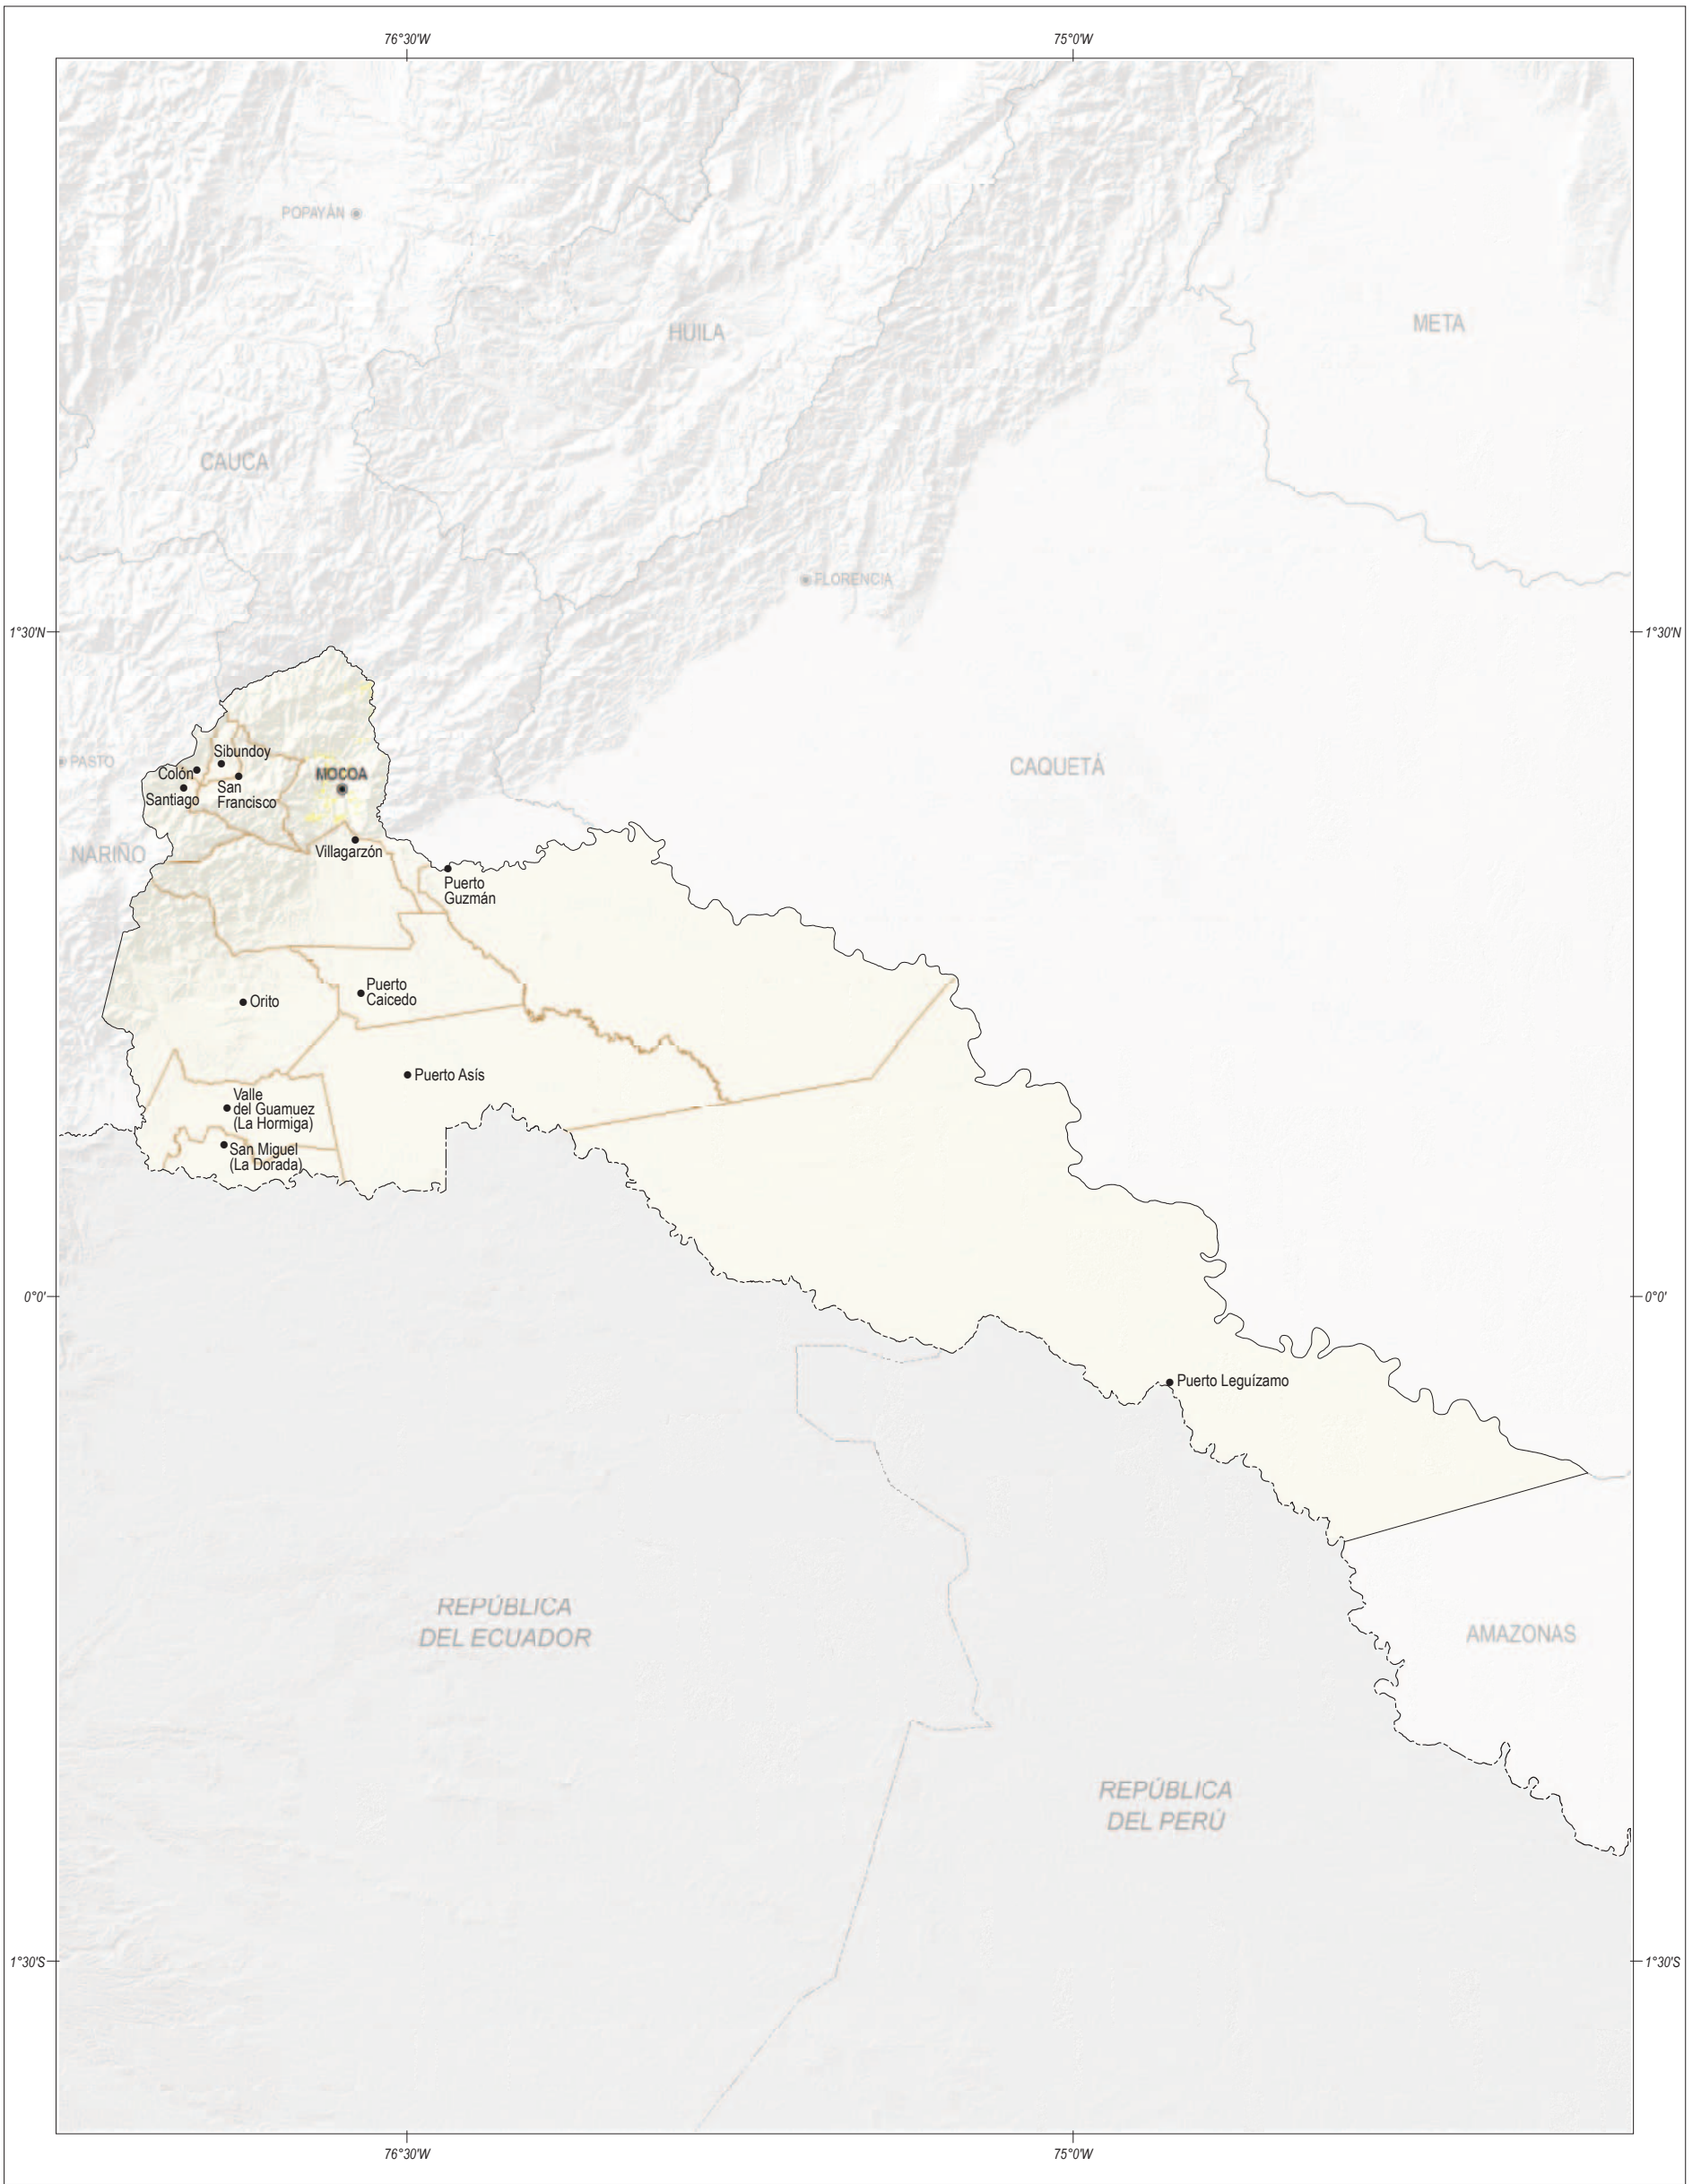 76°30'W
75°0'W
POPAYÁN
HUILA
META
CAUCA
FLORENCIA
1°30'N
1°30'N
Sibundoy
PASTO
CAQUETÁ
Colón
MOCOA
San
Francisco
Santiago
Villagarzón
NARIÑO
Puerto
Guzmán
Puerto
Caicedo
Orito
Puerto Asís
Valle
del Guamuez
(La Hormiga)
San Miguel
(La Dorada)
0°0'
0°0'
Puerto Leguízamo
REPÚBLICA
DEL ECUADOR
AMAZONAS
REPÚBLICA
DEL PERÚ
1°30'S
1°30'S
76°30'W
75°0'W